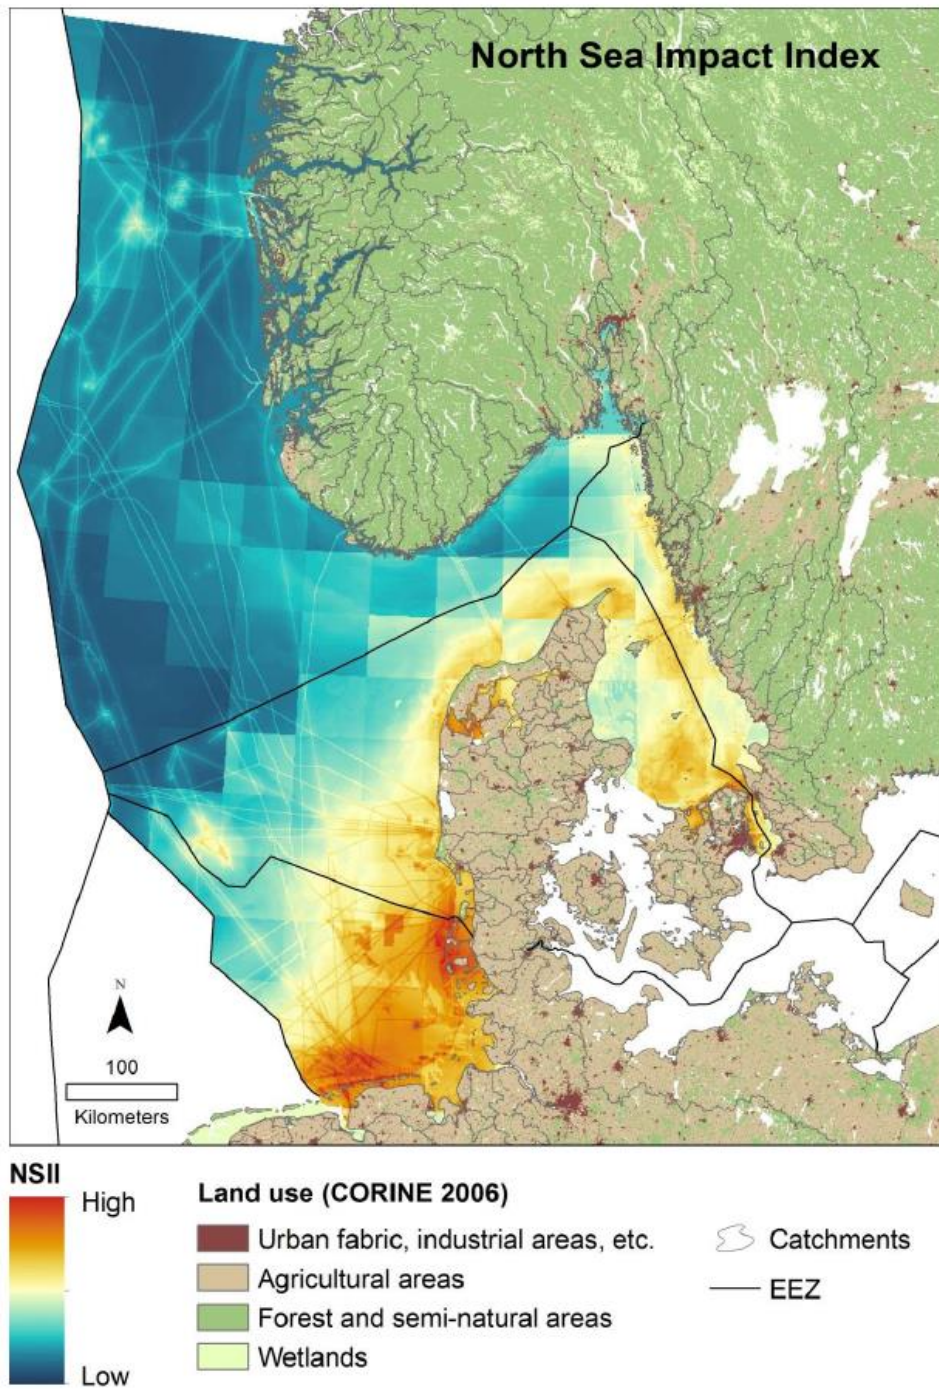 North Sea Impact Index
N
100
Kilometers
NSII
High
Low
Land use (CORINE 2006)
Urban fabric, industrial areas, etc.
Agricultural areas
Forest and semi-natural areas
Wetlands
Catchments
EEZ